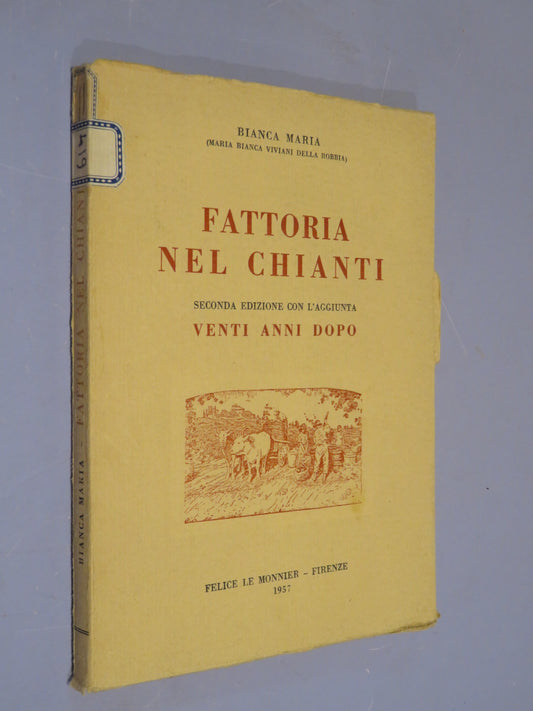 BIANCA MARIA
(MARIA BIANCA VIVIANI DELLA ROBBIA)
FATTORIA
NEL CHIANTI
SECONDA EDIZIONE CON L'AGGIUNTA
VENTI ANNI DOPO
FELICE LE MONNIER – FIRENZE
1957
BIANCA MARIA – FATTORIA NEL CHIANTI